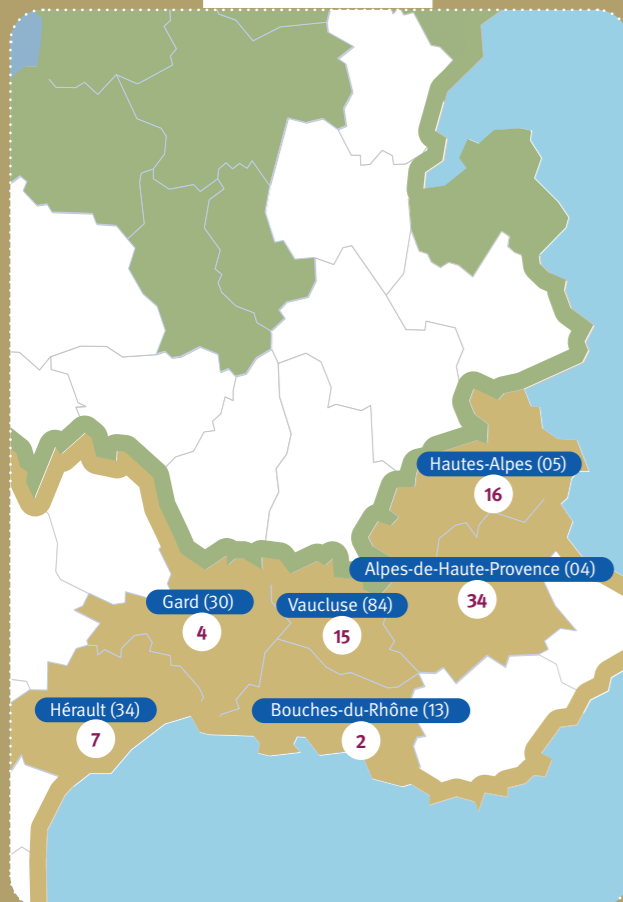 Hautes-Alpes (05)
16
Alpes-de-Haute-Provence (04)
34
Gard (30)
4
Vaucluse (84)
15
Hérault (34)
7
Bouches-du-Rhône (13)
2